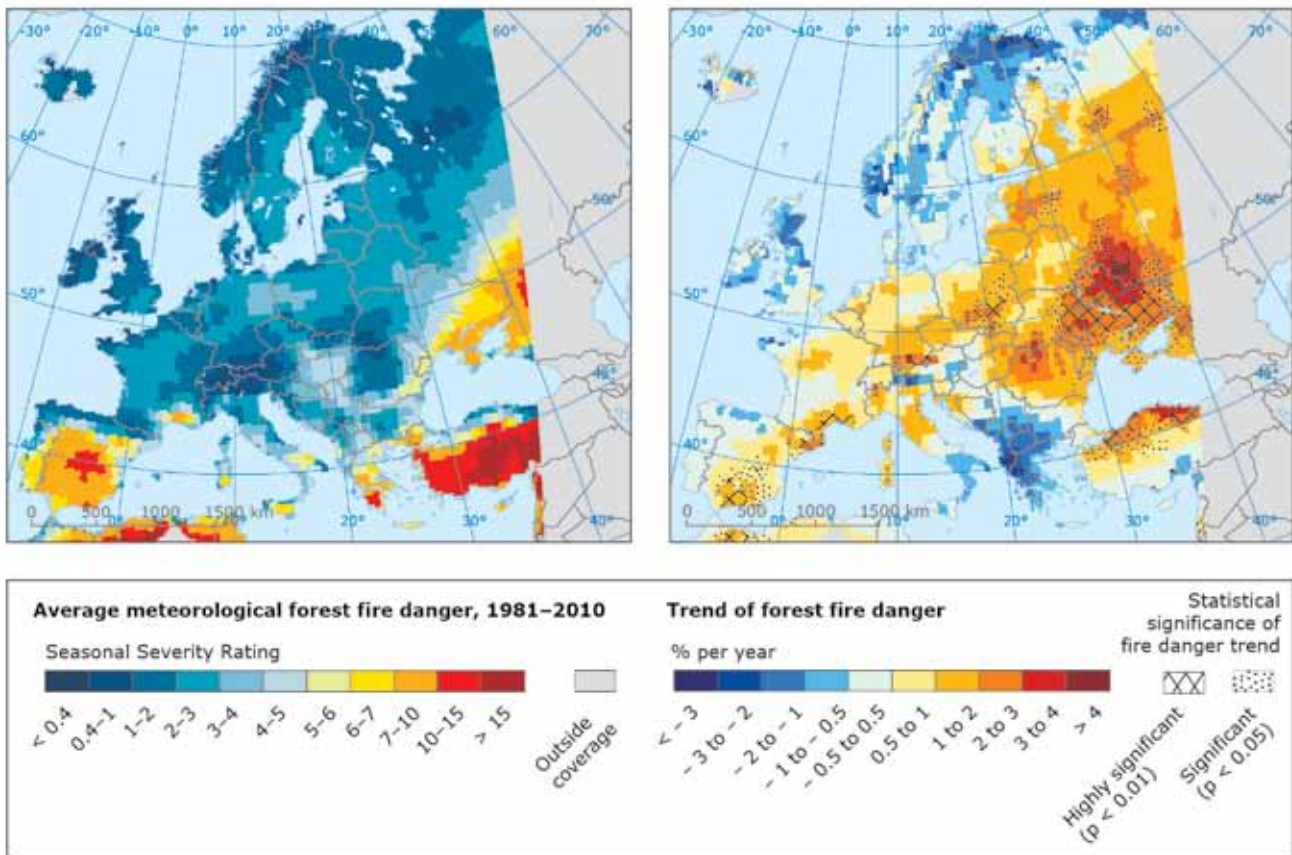 -30° -20° -10° 0° 10° 20° 30° 40° 50° 60° 70°
60°
50°
50°
40°
40°
0 500 1000 1500 km
0° 20° 30° 40°
-30° -20° -10° 0° 10° 20° 30° 40° 50° 60° 70°
60°
50°
50°
40°
40°
0 500 1000 1500 km
0° 20° 30° 40°
Average meteorological forest fire danger, 1981–2010
Seasonal Severity Rating
< 0.4
0.4–1
1–2
2–3
3–4
4–5
5–6
6–7
7–10
10–15
> 15
Outside
coverage
Trend of forest fire danger
% per year
< – 3
– 3 to – 2
– 2 to – 1
– 1 to – 0.5
– 0.5 to 0.5
0.5 to 1
1 to 2
2 to 3
3 to 4
> 4
Statistical
significance of
fire danger trend
Highly significant
(p < 0.01)
Significant
(p < 0.05)